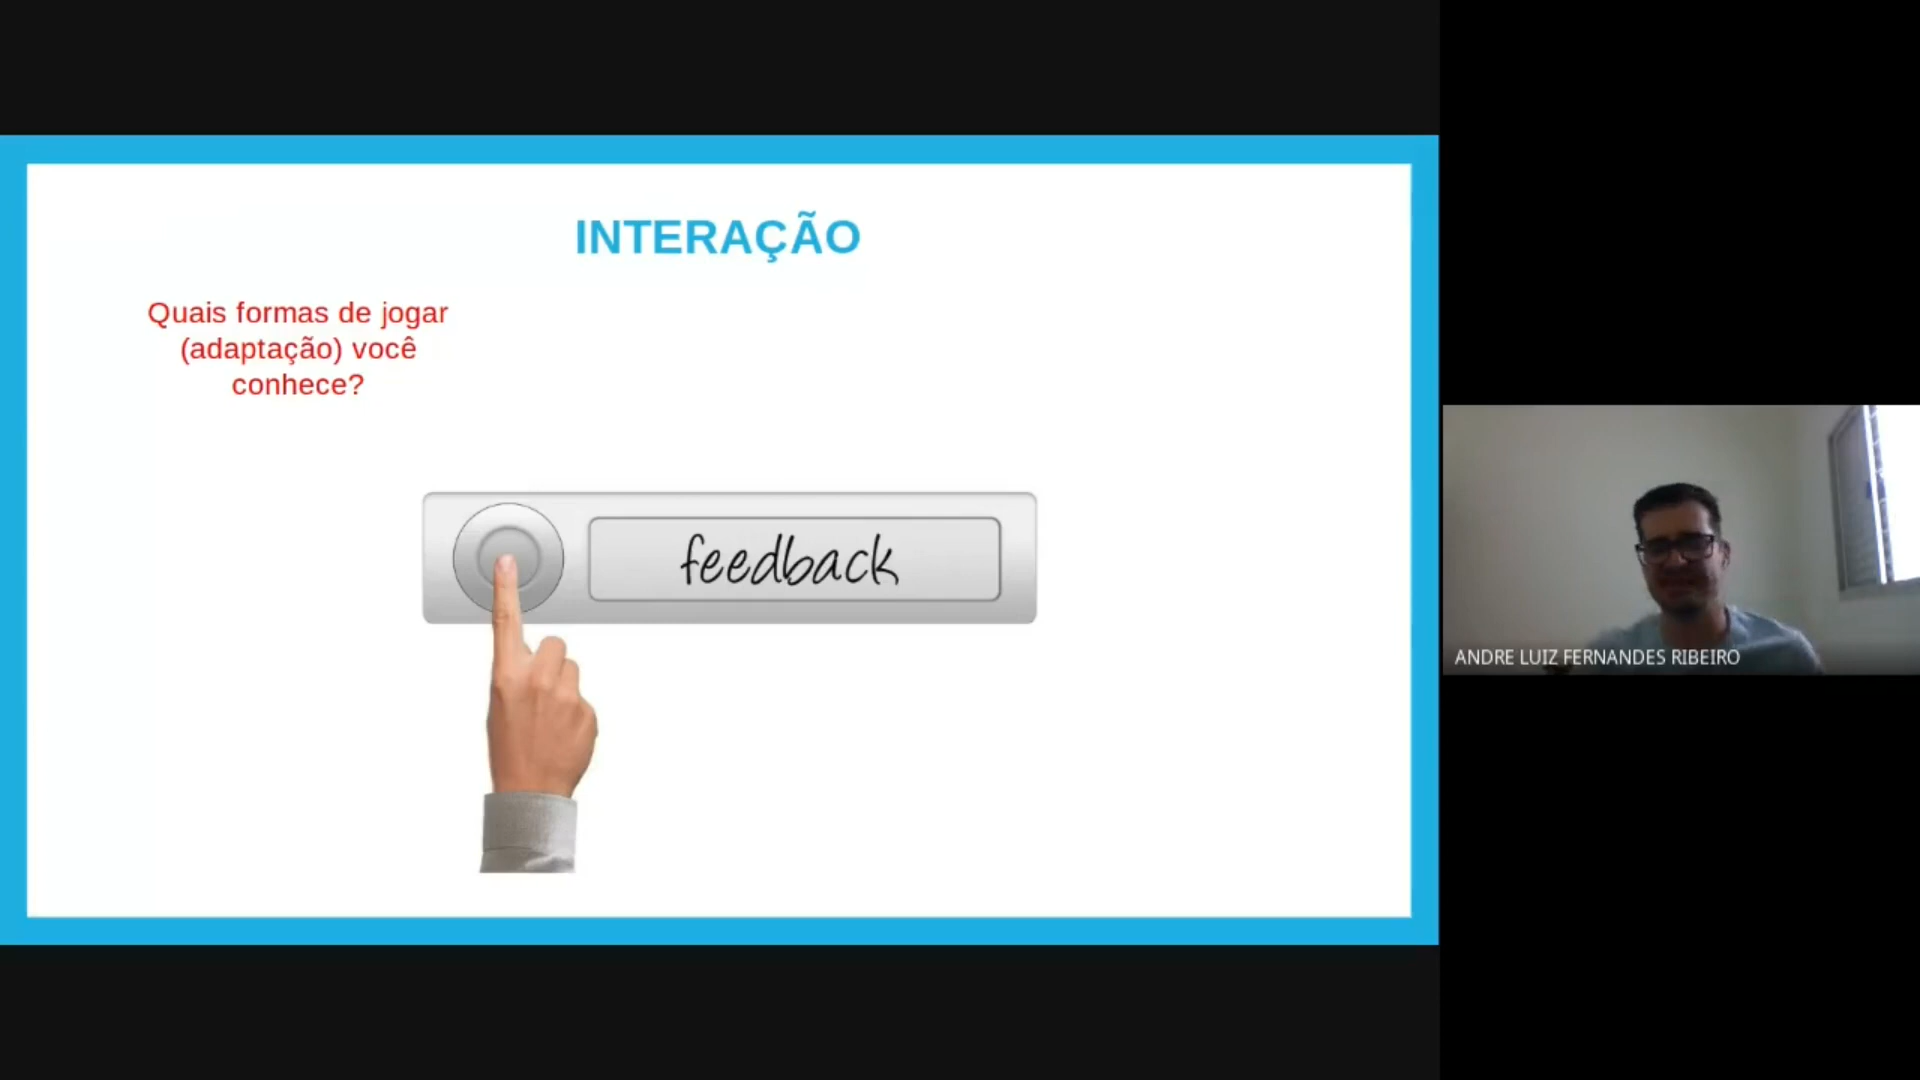 INTERAÇÃO
Quais formas de jogar
(adaptação) você
conhece?
feedback
ANDRE LUIZ FERNANDES RIBEIRO